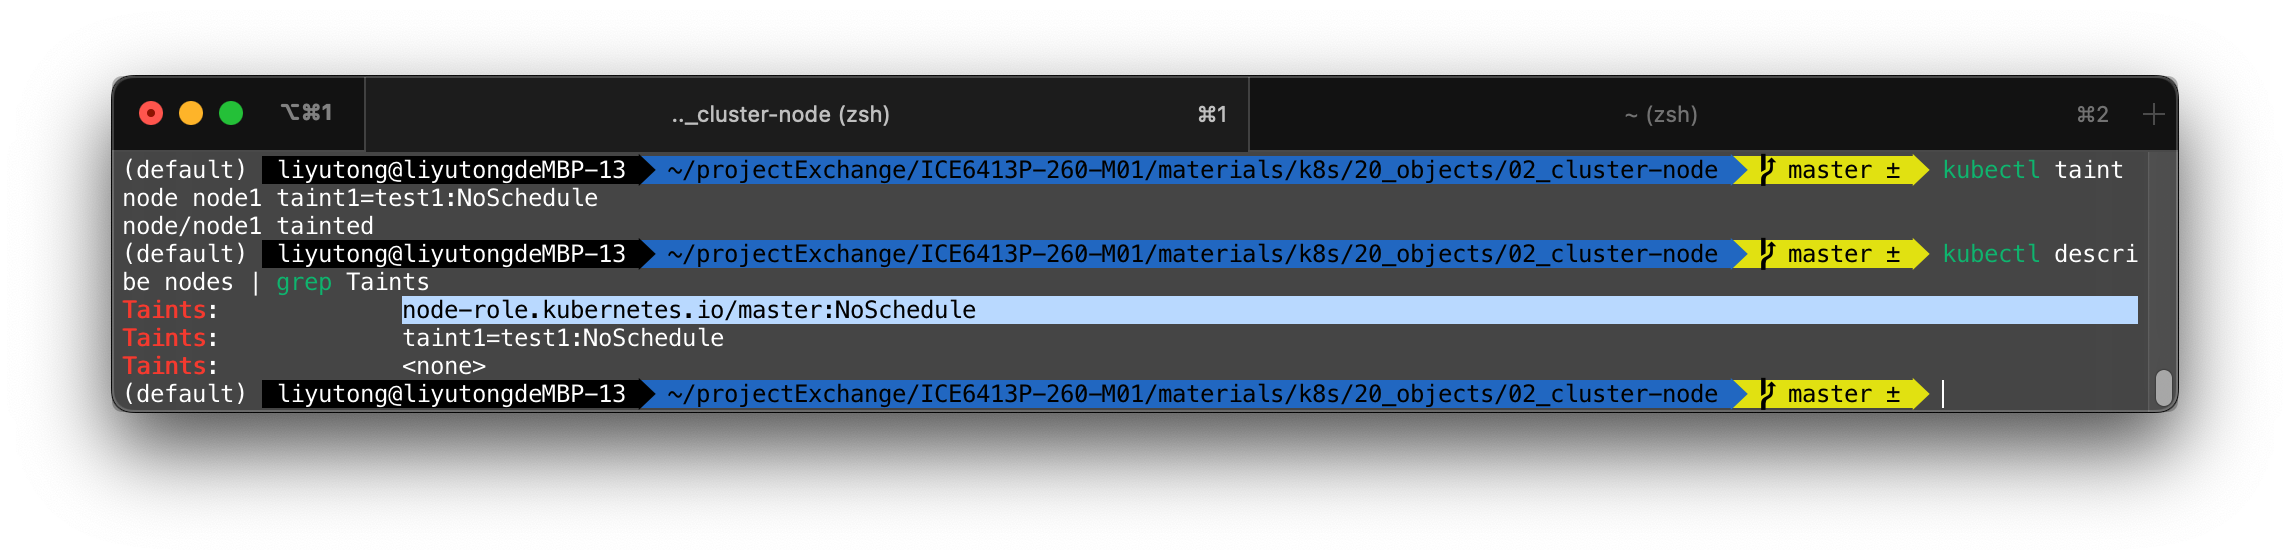 ⌥⌘1 .._cluster-node (zsh) ⌘1 ~ (zsh) ⌘2 +
(default) liyutong@liyutongdeMBP-13 ~/projectExchange/ICE6413P-260-M01/materials/k8s/20_objects/02_cluster-node master ± kubectl taint
node node1 taint1=test1:NoSchedule
node/node1 tainted
(default) liyutong@liyutongdeMBP-13 ~/projectExchange/ICE6413P-260-M01/materials/k8s/20_objects/02_cluster-node master ± kubectl descri
be nodes | grep Taints
Taints: node-role.kubernetes.io/master:NoSchedule
Taints: taint1=test1:NoSchedule
Taints: <none>
(default) liyutong@liyutongdeMBP-13 ~/projectExchange/ICE6413P-260-M01/materials/k8s/20_objects/02_cluster-node master ±